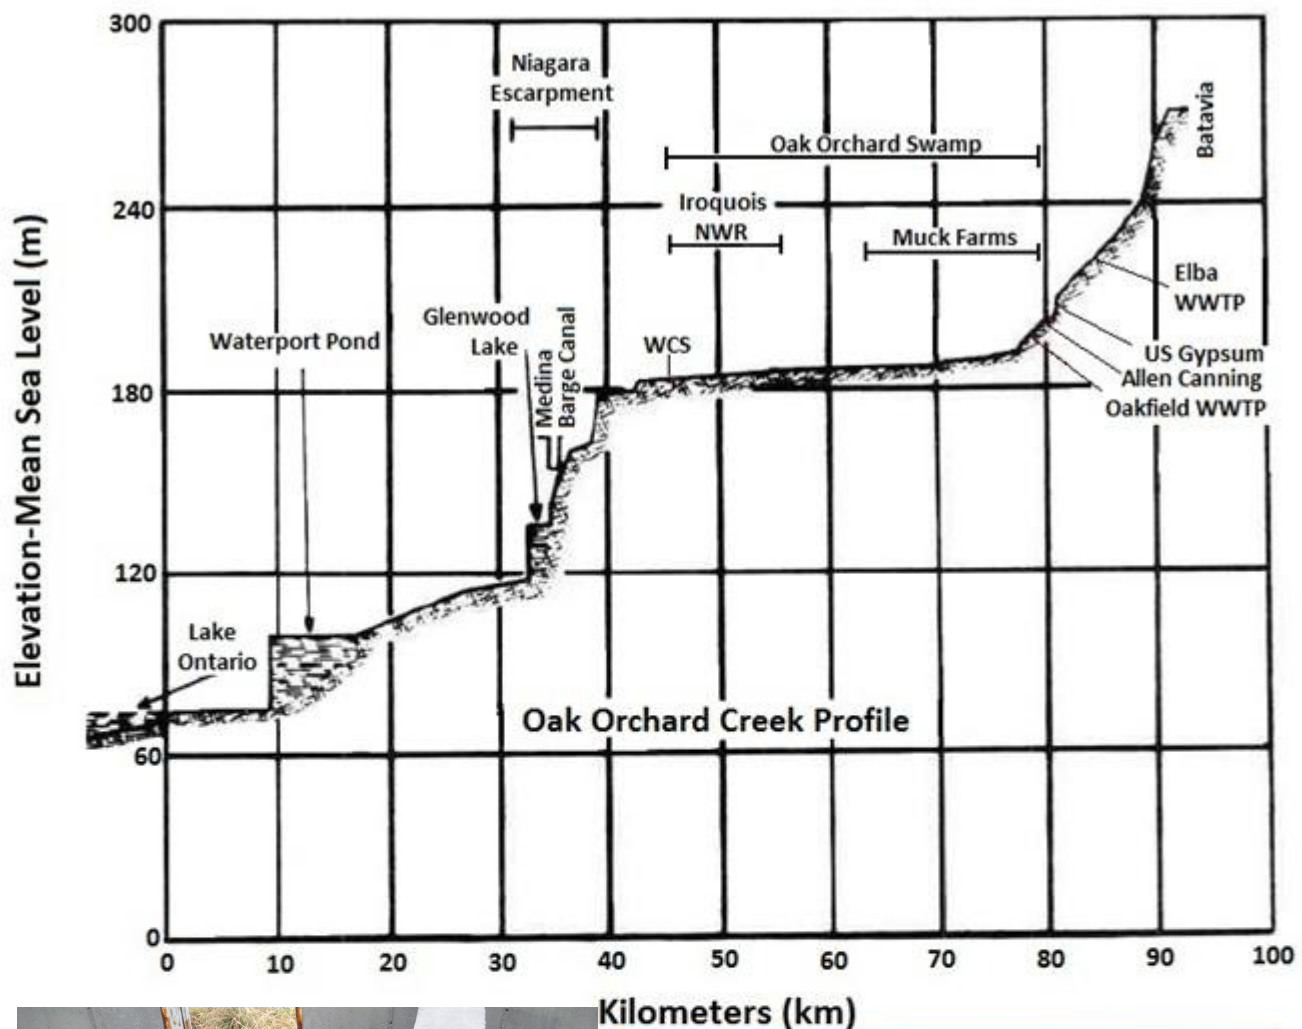 300
Niagara
Escarpment
Batavia
Oak Orchard Swamp
240
Iroquois
NWR
Muck Farms
Elba
WWTP
Glenwood
Lake
Waterport Pond
Medina
Barge Canal
WCS
US Gypsum
Allen Canning
Oakfield WWTP
180
120
Lake
Ontario
Oak Orchard Creek Profile
60
0
Elevation-Mean Sea Level (m)
0 10 20 30 40 50 60 70 80 90 100
Kilometers (km)